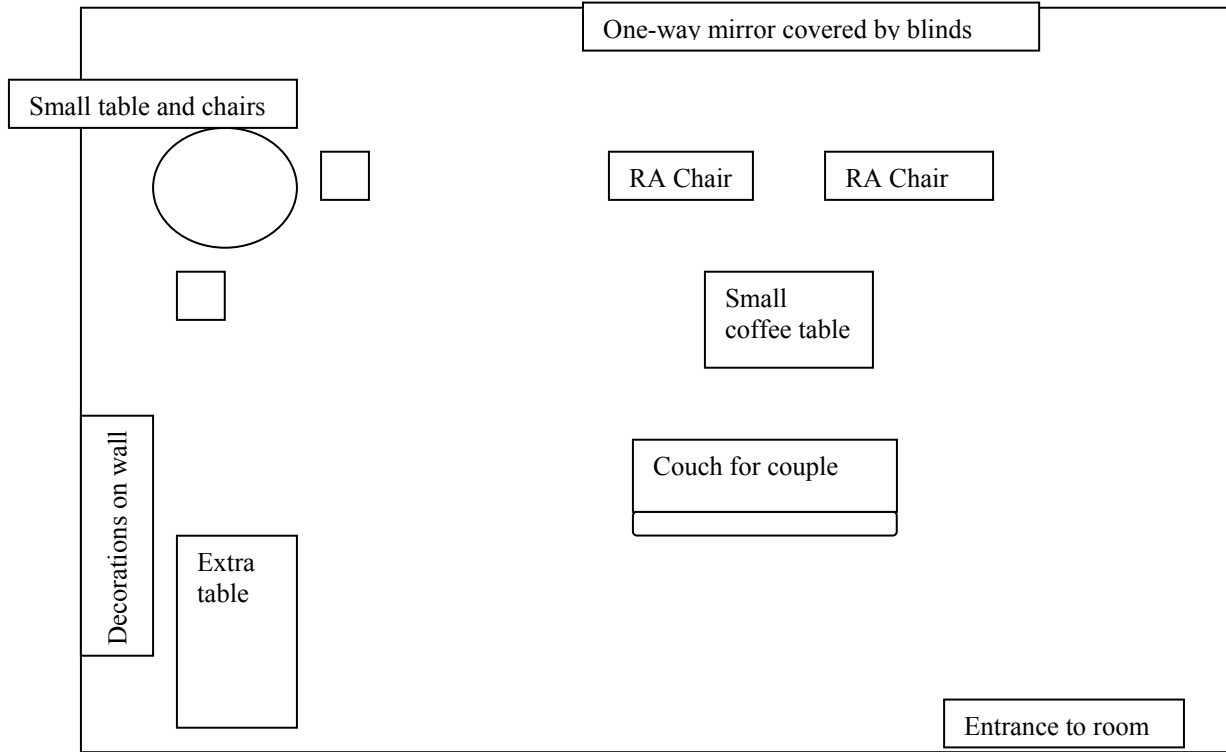 One-way mirror covered by blinds
Small table and chairs
RA Chair
RA Chair
Small
coffee table
Decorations on wall
Couch for couple
Extra
table
Entrance to room